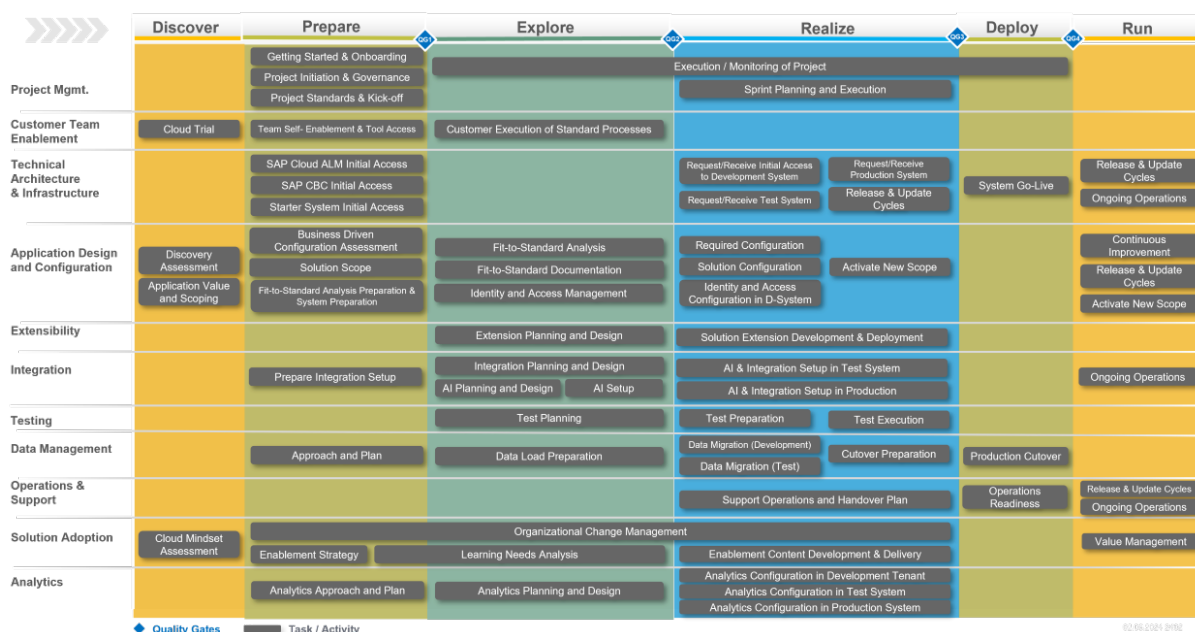 Discover
Prepare
Explore
Realize
Deploy
Run
QG1
QG2
QG3
QG4
Project Mgmt.
Getting Started & Onboarding
Project Initiation & Governance
Project Standards & Kick-off
Execution / Monitoring of Project
Sprint Planning and Execution
Customer Team
Enablement
Cloud Trial
Team Self- Enablement & Tool Access
Customer Execution of Standard Processes
Technical
Architecture
& Infrastructure
SAP Cloud ALM Initial Access
SAP CBC Initial Access
Starter System Initial Access
Request/Receive Initial Access
to Development System
Request/Receive Test System
Request/Receive
Production System
Release & Update
Cycles
System Go-Live
Release & Update
Cycles
Ongoing Operations
Application Design
and Configuration
Discovery
Assessment
Application Value
and Scoping
Business Driven
Configuration Assessment
Solution Scope
Fit-to-Standard Analysis Preparation &
System Preparation
Fit-to-Standard Analysis
Fit-to-Standard Documentation
Identity and Access Management
Required Configuration
Solution Configuration
Identity and Access
Configuration in D-System
Activate New Scope
Continuous
Improvement
Release & Update
Cycles
Activate New Scope
Extensibility
Extension Planning and Design
Solution Extension Development & Deployment
Integration
Prepare Integration Setup
Integration Planning and Design
AI Planning and Design
AI Setup
AI & Integration Setup in Test System
AI & Integration Setup in Production
Ongoing Operations
Testing
Test Planning
Test Preparation
Test Execution
Data Management
Approach and Plan
Data Load Preparation
Data Migration (Development)
Data Migration (Test)
Cutover Preparation
Production Cutover
Operations &
Support
Support Operations and Handover Plan
Operations
Readiness
Release & Update Cycles
Ongoing Operations
Solution Adoption
Cloud Mindset
Assessment
Organizational Change Management
Enablement Strategy
Learning Needs Analysis
Enablement Content Development & Delivery
Value Management
Analytics
Analytics Approach and Plan
Analytics Planning and Design
Analytics Configuration in Development Tenant
Analytics Configuration in Test System
Analytics Configuration in Production System
Quality Gates
Task / Activity